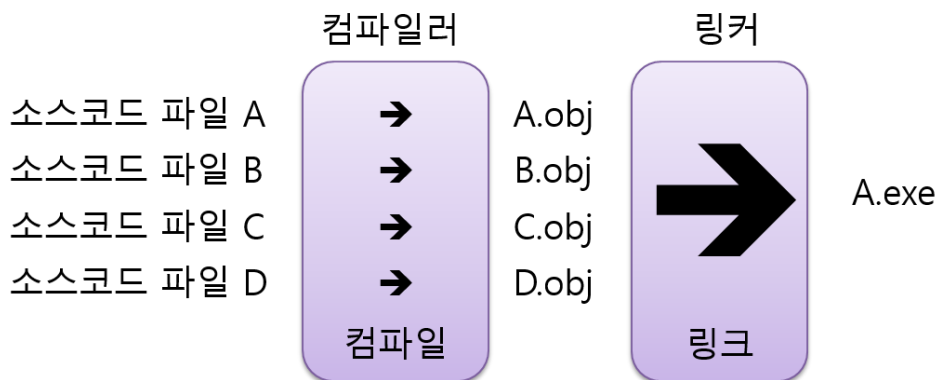 컴파일러 링커
소스코드 파일 A A.obj
소스코드 파일 B B.obj
A.exe
소스코드 파일 C C.obj
소스코드 파일 D D.obj
컴파일 링크